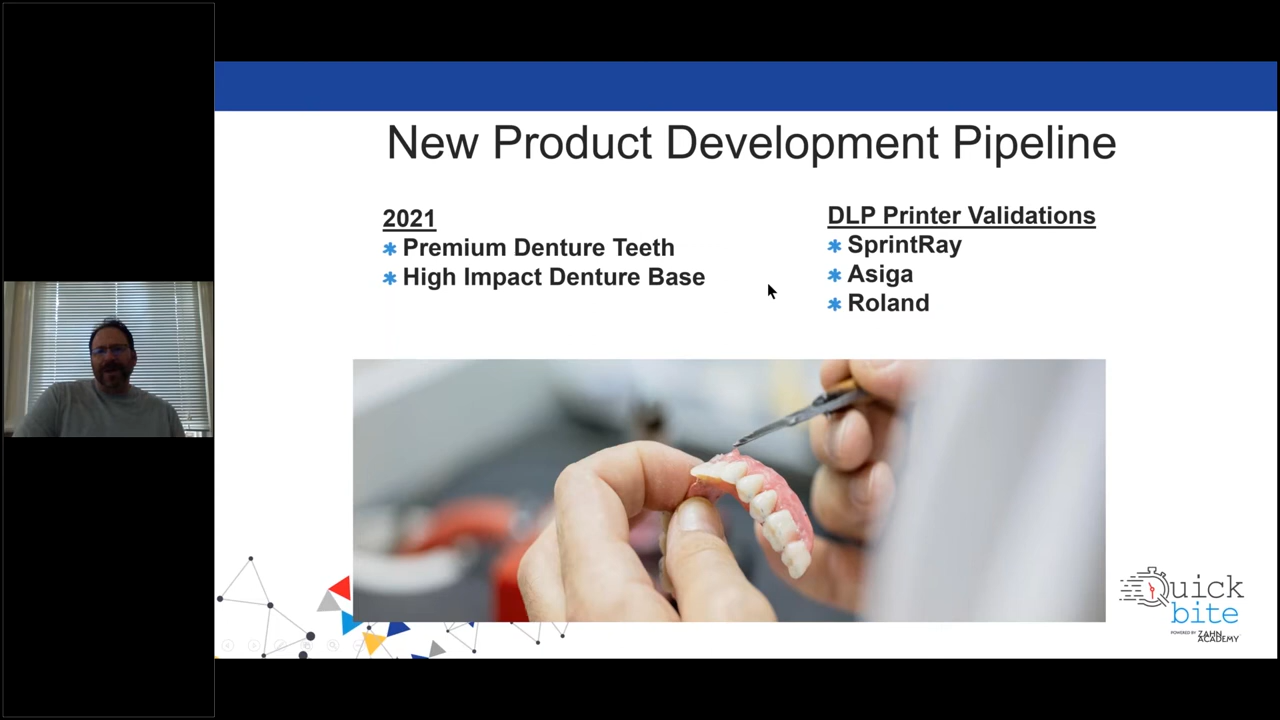 New Product Development Pipeline
2021
* Premium Denture Teeth
* High Impact Denture Base
DLP Printer Validations
* SprintRay
* Asiga
* Roland
Quick
bite
POWERED BY ZAHN
ACADEMY